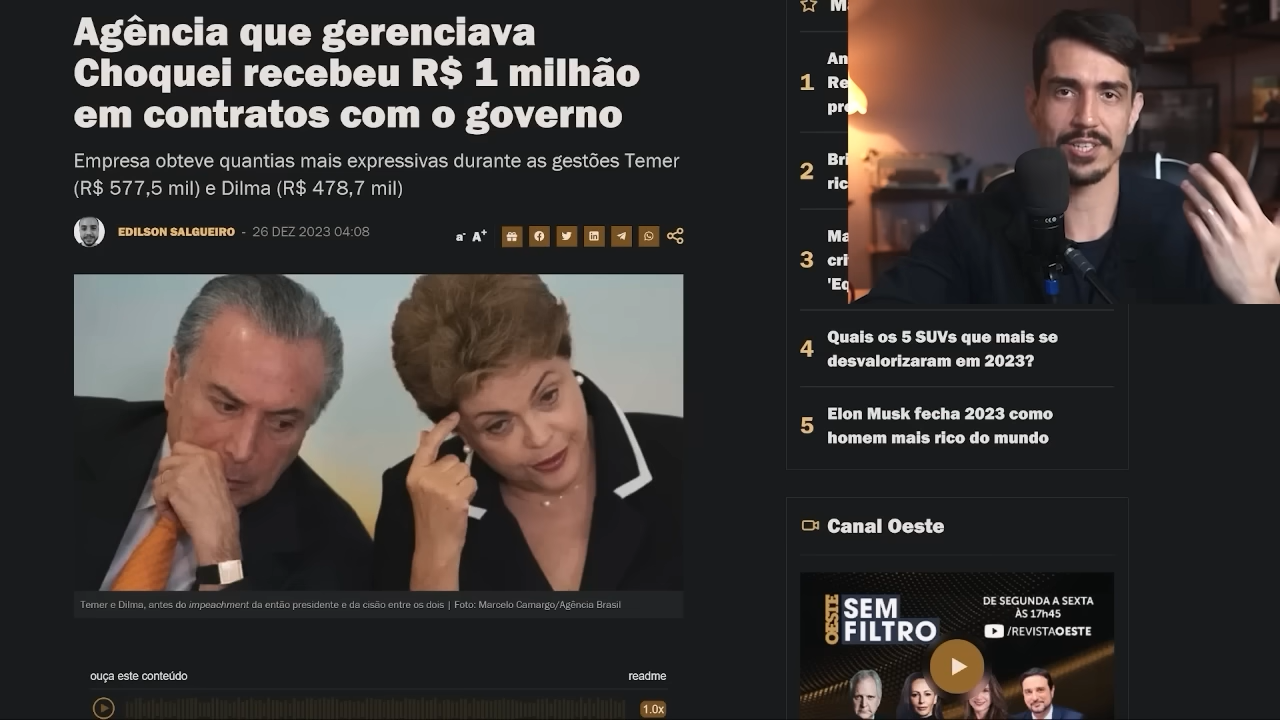 Agência que gerenciava
Choquei recebeu R$ 1 milhão
em contratos com o governo
Empresa obteve quantias mais expressivas durante as gestões Temer
(R$ 577,5 mil) e Dilma (R$ 478,7 mil)
EDILSON SALGUEIRO - 26 DEZ 2023 04:08
a- A+
Temer e Dilma, antes do impeachment da então presidente e da cisão entre os dois | Foto: Marcelo Camargo/Agência Brasil
ouça este conteúdo
readme
1.0x
1
2
3
4 Quais os 5 SUVs que mais se
desvalorizaram em 2023?
5 Elon Musk fecha 2023 como
homem mais rico do mundo
Canal Oeste
OESTE
SEM
FILTRO
DE SEGUNDA A SEXTA
ÀS 17h45
/REVISTAOESTE